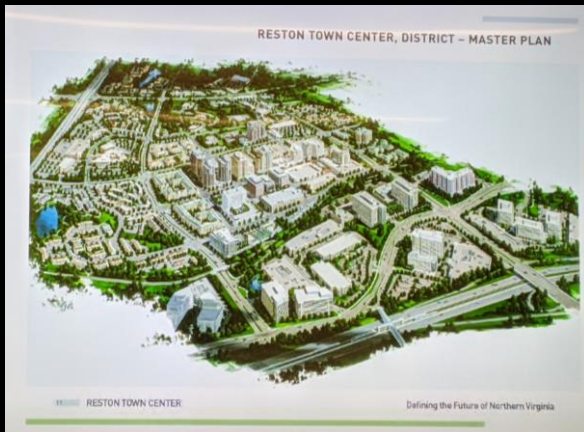 RESTON TOWN CENTER, DISTRICT – MASTER PLAN
RESTON TOWN CENTER
Defining the Future of Northern Virginia